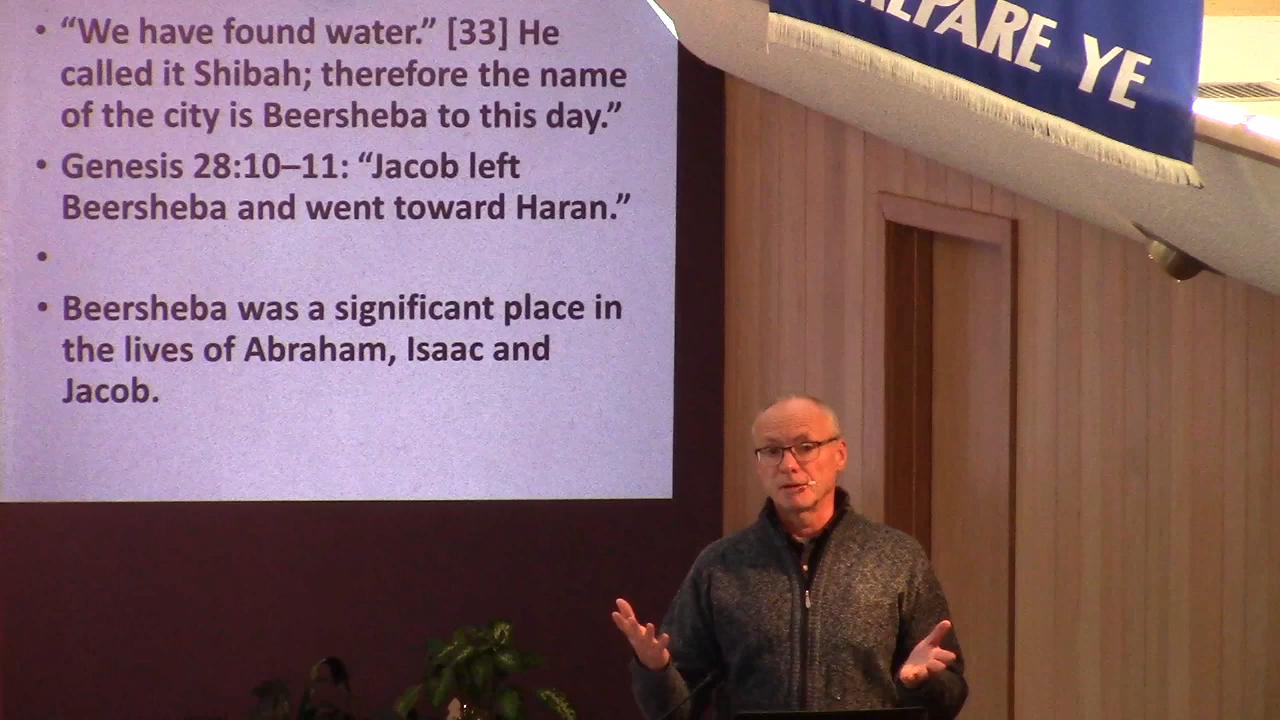 • “We have found water.” [33] He
called it Shibah; therefore the name
of the city is Beersheba to this day.”
• Genesis 28:10–11: “Jacob left
Beersheba and went toward Haran.”
•
• Beersheba was a significant place in
the lives of Abraham, Isaac and
Jacob.
YE